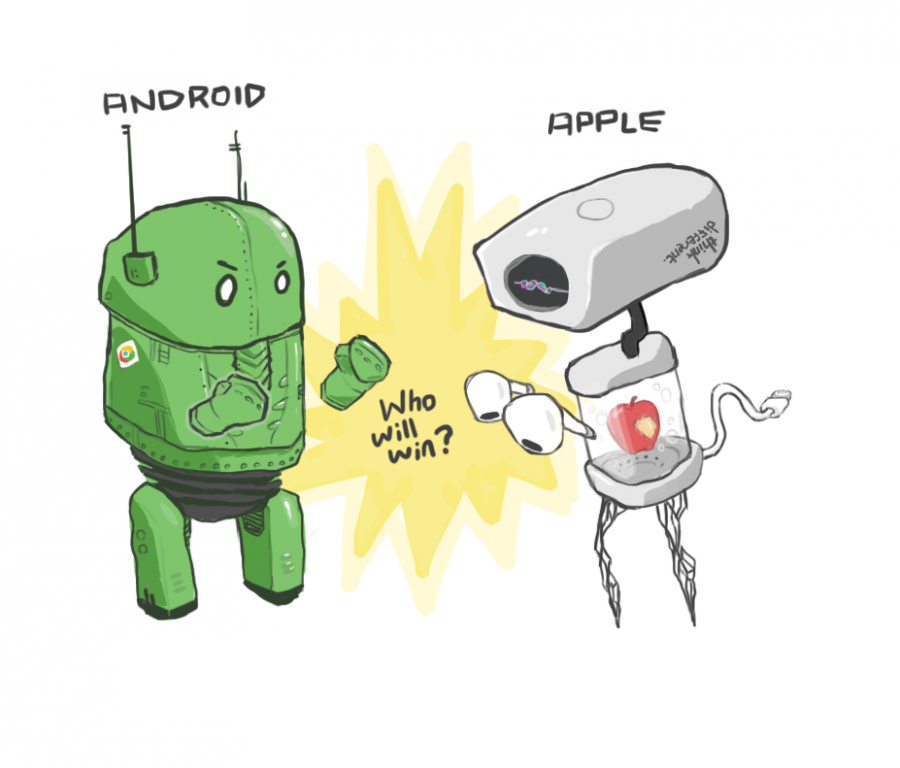 ANDROID
APPLE
think
different..
Who
will
win?